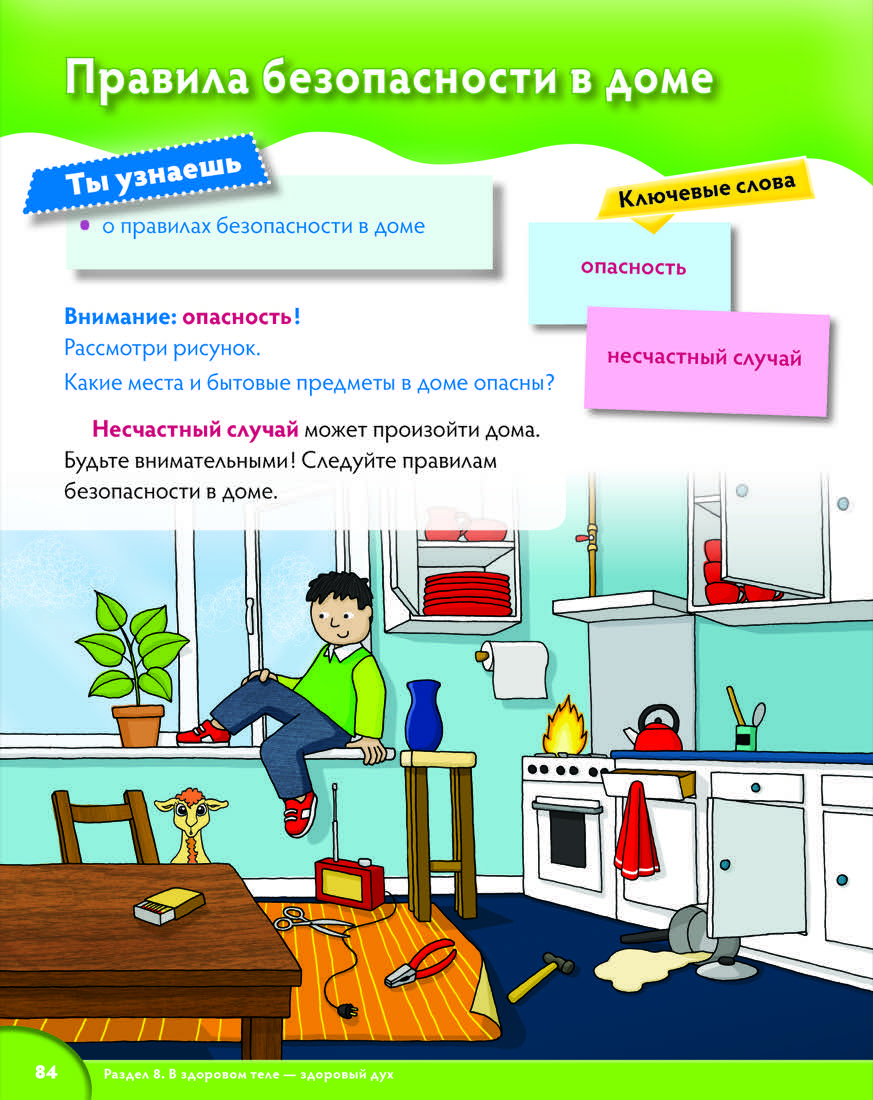 Правила безопасности в доме
Ты узнаешь
• о правилах безопасности в доме
Ключевые слова
опасность
несчастный случай
Внимание: опасность!
Рассмотри рисунок.
Какие места и бытовые предметы в доме опасны?
Несчастный случай может произойти дома.
Будьте внимательными! Следуйте правилам
безопасности в доме.
84
Раздел 8. В здоровом теле — здоровый дух